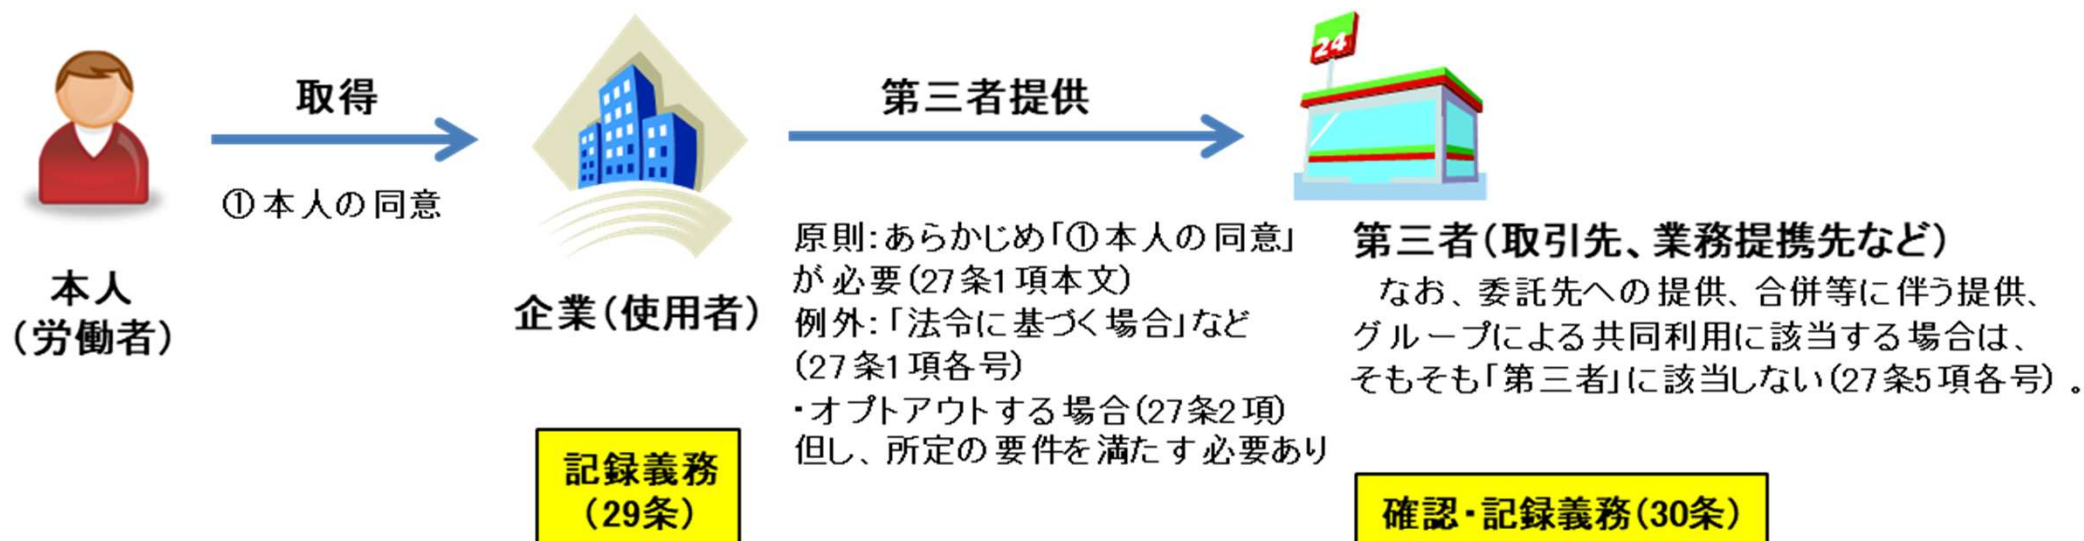 取得
①本人の同意
本人
（労働者）
企業（使用者）
記録義務
（29条）
第三者提供
原則：あらかじめ「①本人の同意」
が必要（27条1項本文）
例外：「法令に基づく場合」など
（27条1項各号）
・オプトアウトする場合（27条2項）
但し、所定の要件を満たす必要あり
24
第三者（取引先、業務提携先など）
なお、委託先への提供、合併等に伴う提供、
グループによる共同利用に該当する場合は、
そもそも「第三者」に該当しない（27条5項各号）。
確認・記録義務（30条）